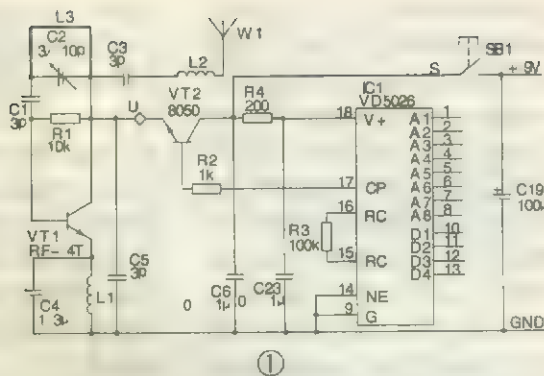 L3
C2
3/ 10p
C3
3p
L2
W1
SB1
S
+ 9V
C1
3p
R1
10k
U
VT2
8050
R4
200
IC1
VD5026
18 V+
A1 1
A2 2
A3 3
A4 4
A5 5
A6 6
A7 7
A8 8
D1 10
D2 11
D3 12
D4 13
R2
1k
17 CP
16 RC
R3
100k
15 RC
14 NE
9 G
C19
100μ
VT1
RF- 4T
C5
3p
C4
1 3μ
L1
0
C6
1μ
0
C23
1μ
GND
①